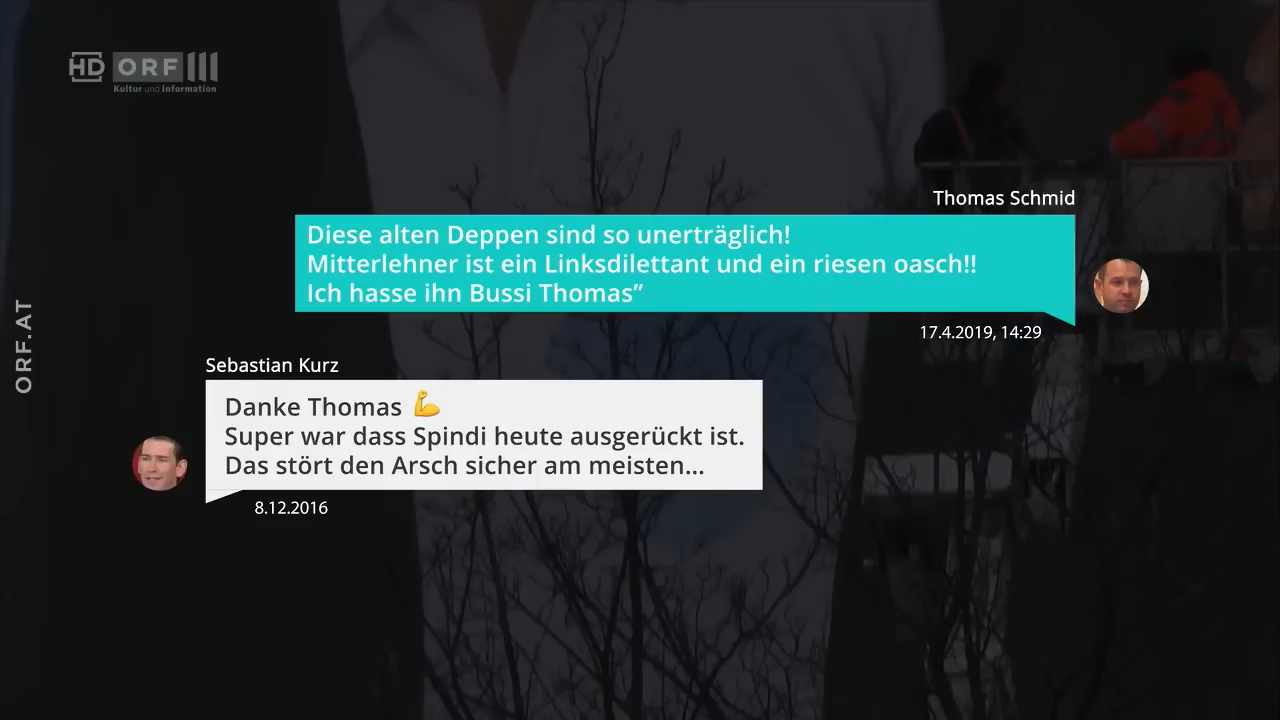 HD ORF III
Kultur und Information
ORF.AT
Thomas Schmid
Diese alten Deppen sind so unerträglich!
Mitterlehner ist ein Linksdilettant und ein riesen oasch!!
Ich hasse ihn Bussi Thomas”
17.4.2019, 14:29
Sebastian Kurz
Danke Thomas 💪
Super war dass Spindi heute ausgerückt ist.
Das stört den Arsch sicher am meisten...
8.12.2016